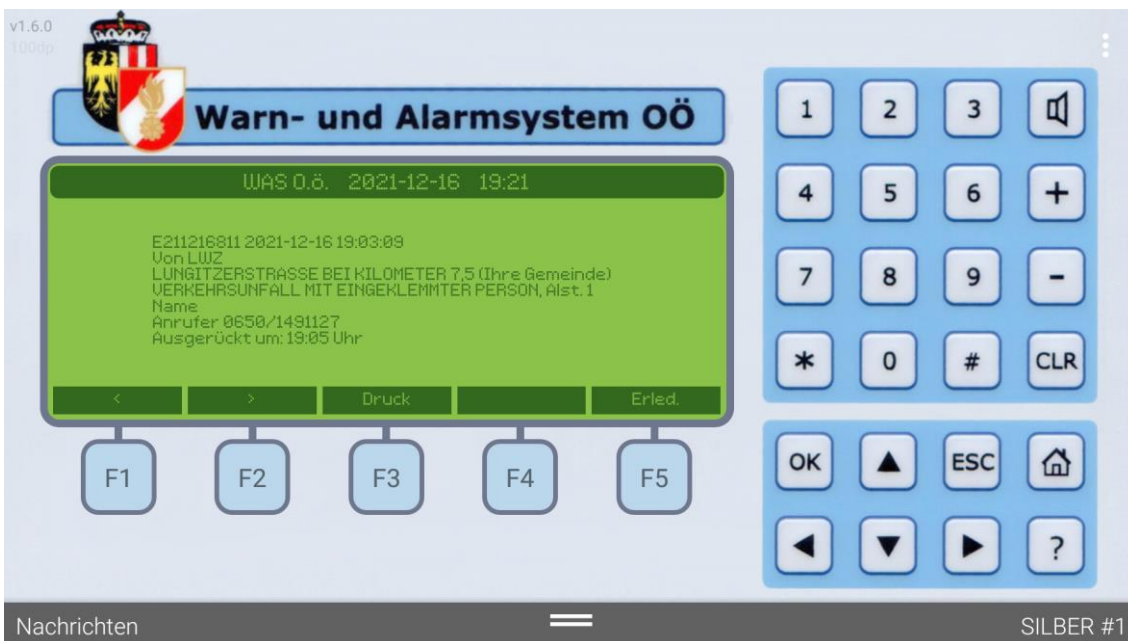 v1.6.0
100dp
Warn- und Alarmsystem OÖ
WAS O.ö. 2021-12-16 19:21
E211216811 2021-12-16 19:03:09
Von LWZ
LUNGITZERSTRASSE BEI KILOMETER 7,5 (Ihre Gemeinde)
VERKEHRSUNFALL MIT EINGEKLEMMTER PERSON, Alst. 1
Name
Anrufer 0650/1491127
Ausgerückt um: 19:05 Uhr
< > Druck Erled.
F1 F2 F3 F4 F5
1 2 3
4 5 6 +
7 8 9 -
* 0 # CLR
OK ESC
?
Nachrichten SILBER #1